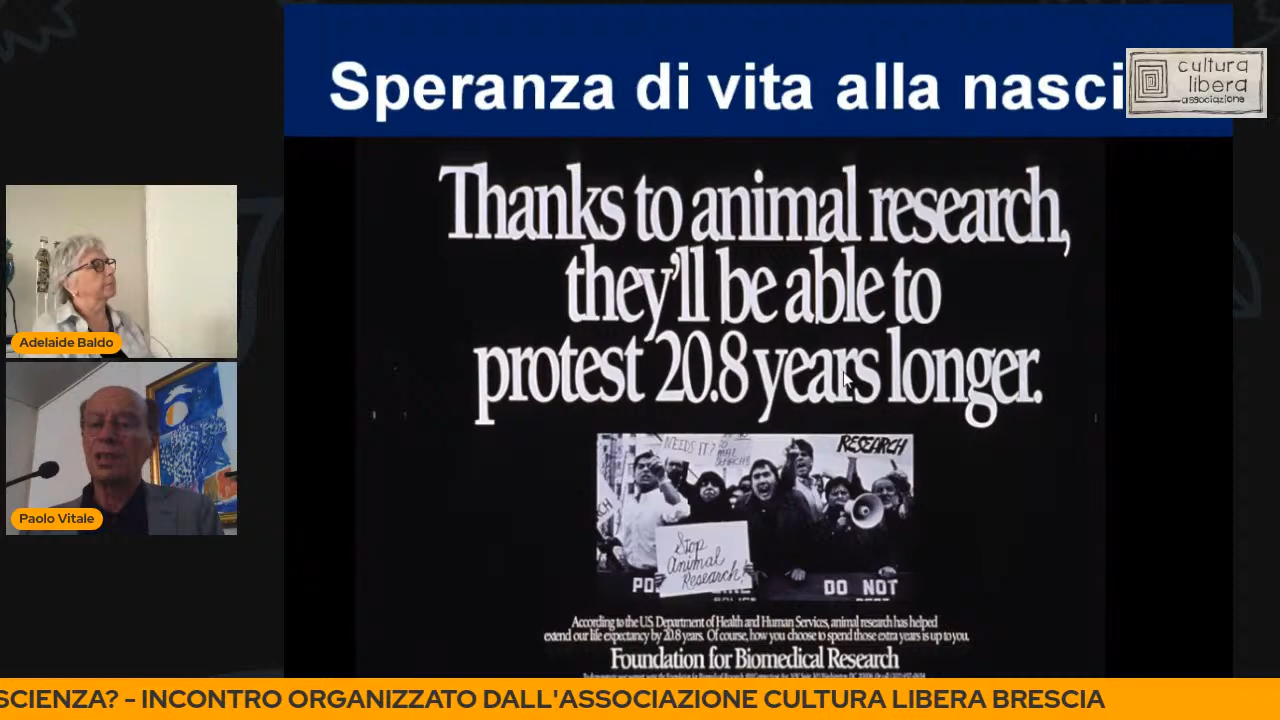 Speranza di vita alla nasci
cultura
libera
associazione
Thanks to animal research,
they'll be able to
protest 20.8 years longer.
NEEDS IT?
RESEARCH
Stop
Animal
Research!
DO NOT
According to the U.S. Department of Health and Human Services, animal research has helped
extend our life expectancy by 20.8 years. Of course, how you choose to spend those extra years is up to you.
Foundation for Biomedical Research
Adelaide Baldo
Paolo Vitale
SCIENZA? - INCONTRO ORGANIZZATO DALL'ASSOCIAZIONE CULTURA LIBERA BRESCIA